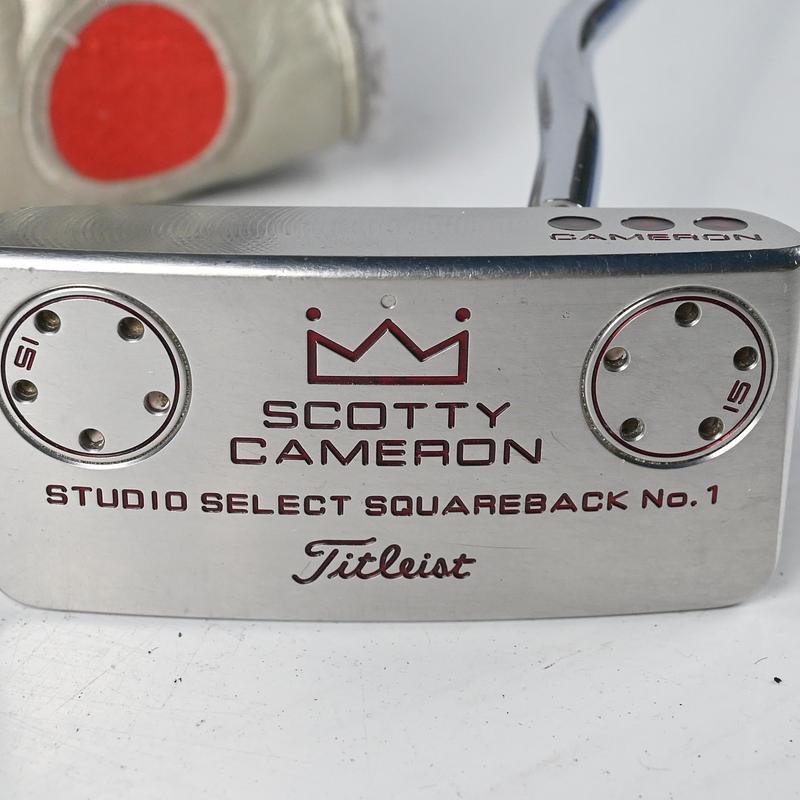 CAMERON
15
15
SCOTTY
CAMERON
STUDIO SELECT SQUAREBACK No. 1
Titleist